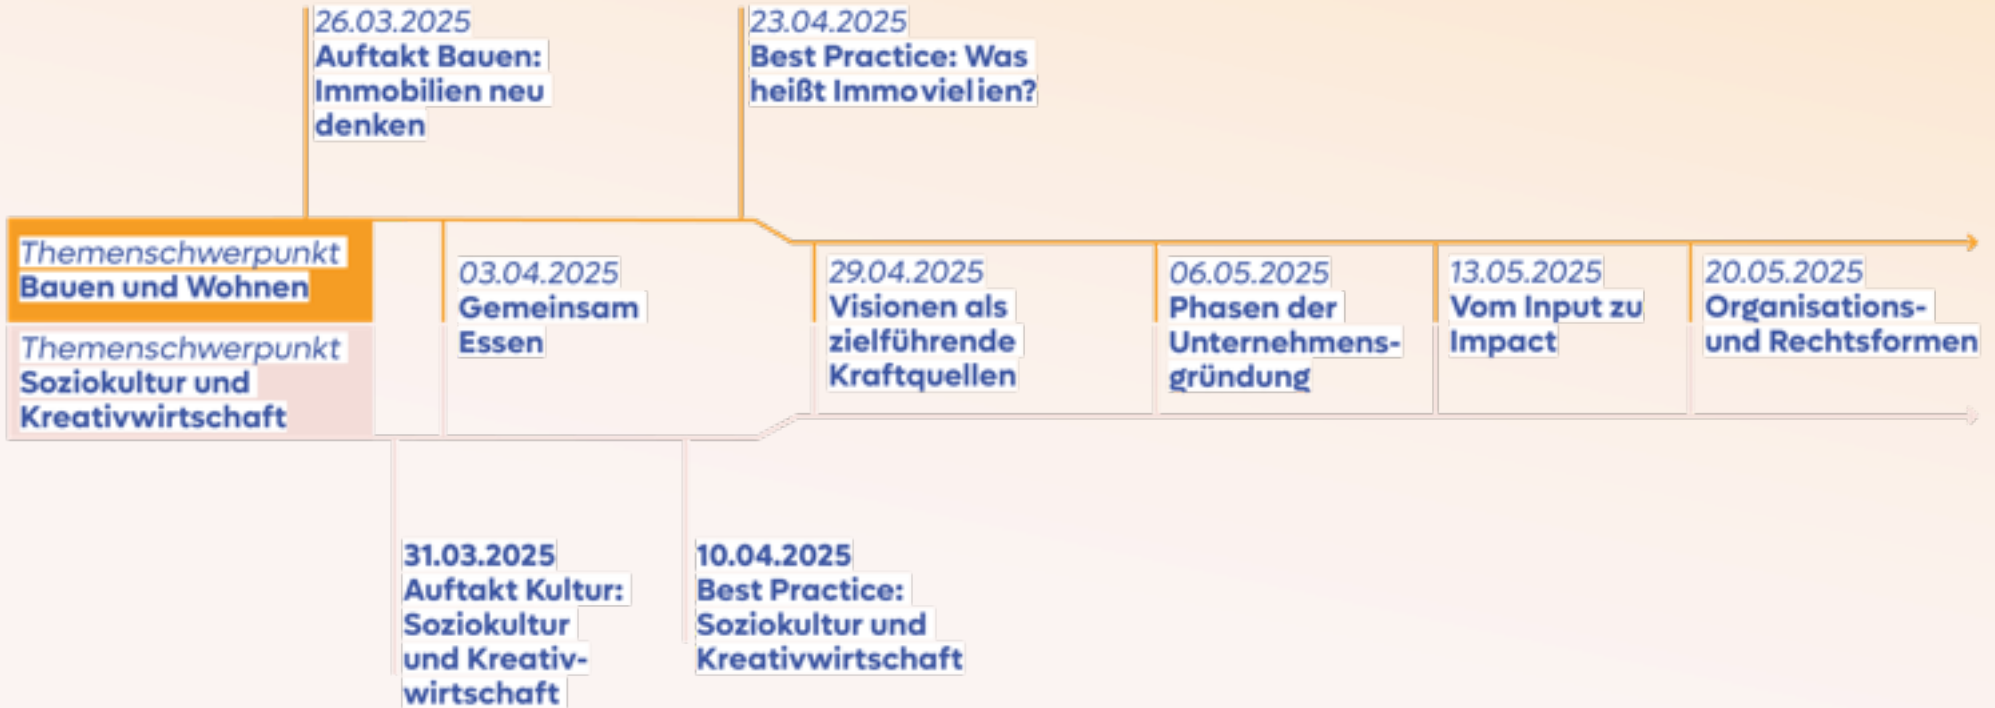 26.03.2025
Auftakt Bauen:
Immobilien neu
denken
23.04.2025
Best Practice: Was
heißt Immovielien?
Themenschwerpunkt
Bauen und Wohnen
Themenschwerpunkt
Soziokultur und
Kreativwirtschaft
03.04.2025
Gemeinsam
Essen
29.04.2025
Visionen als
zielführende
Kraftquellen
06.05.2025
Phasen der
Unternehmens-
gründung
13.05.2025
Vom Input zu
Impact
20.05.2025
Organisations-
und Rechtsformen
31.03.2025
Auftakt Kultur:
Soziokultur
und Kreativ-
wirtschaft
10.04.2025
Best Practice:
Soziokultur und
Kreativwirtschaft